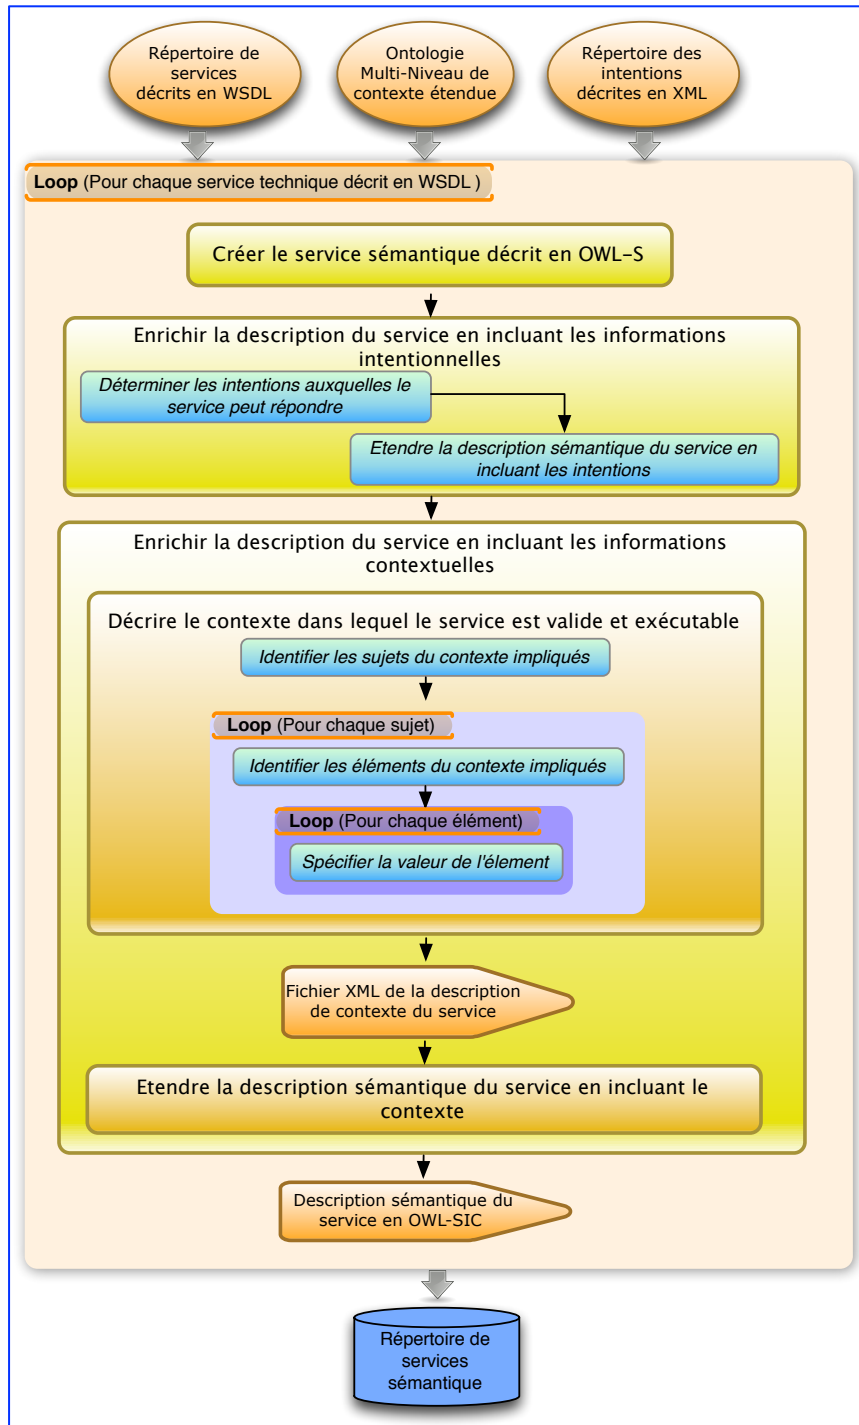 Répertoire de
services
décrits en WSDL
Ontologie
Multi-Niveau de
contexte étendue
Répertoire des
intentions
décrites en XML
Loop (Pour chaque service technique décrit en WSDL )
Créer le service sémantique décrit en OWL-S
Enrichir la description du service en incluant les informations
intentionnelles
Déterminer les intentions auxquelles le
service peut répondre
Etendre la description sémantique du service en
incluant les intentions
Enrichir la description du service en incluant les informations
contextuelles
Décrire le contexte dans lequel le service est valide et exécutable
Identifier les sujets du contexte impliqués
Loop (Pour chaque sujet)
Identifier les éléments du contexte impliqués
Loop (Pour chaque élément)
Spécifier la valeur de l'élement
Fichier XML de la description
de contexte du service
Etendre la description sémantique du service en incluant le
contexte
Description sémantique du
service en OWL-SIC
Répertoire de
services
sémantique